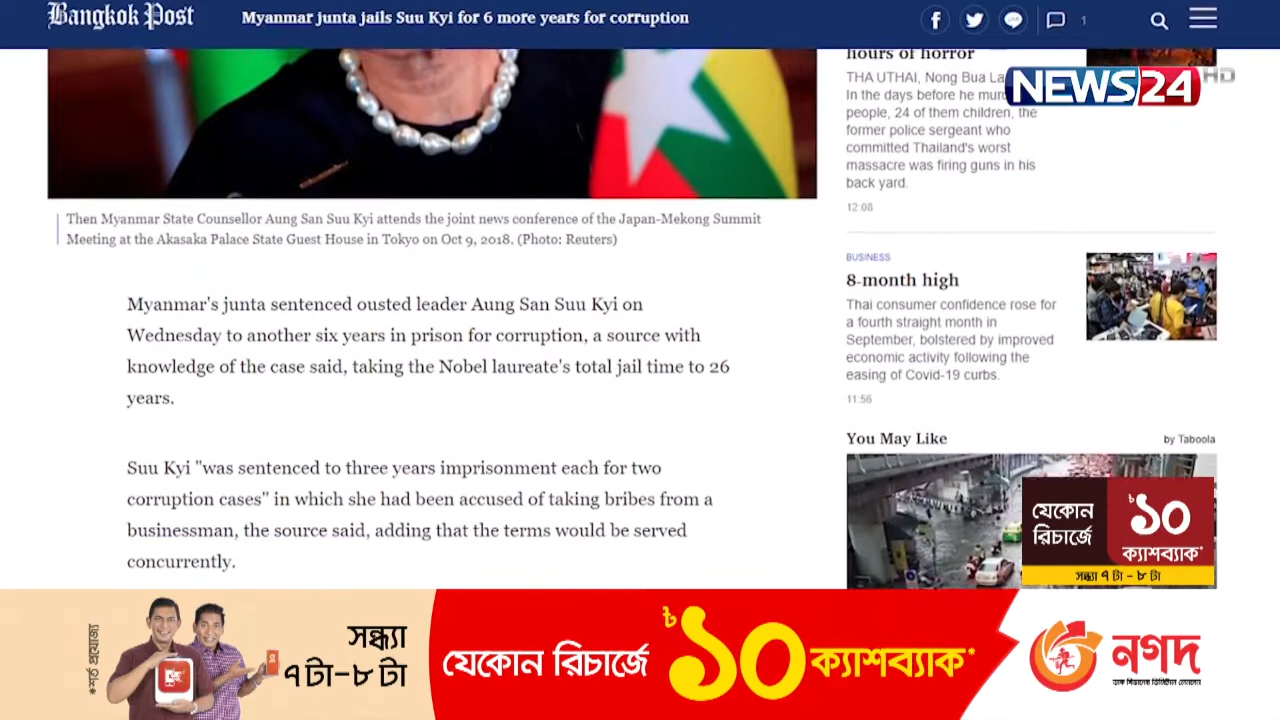 Bangkok Post
Myanmar junta jails Suu Kyi for 6 more years for corruption
1
hours of horror
THA UTHAI, Nong Bua La
In the days before he mur
people, 24 of them children, the
former police sergeant who
committed Thailand's worst
massacre was firing guns in his
back yard.
12:08
NEWS24 HD
Then Myanmar State Counsellor Aung San Suu Kyi attends the joint news conference of the Japan-Mekong Summit
Meeting at the Akasaka Palace State Guest House in Tokyo on Oct 9, 2018. (Photo: Reuters)
Myanmar's junta sentenced ousted leader Aung San Suu Kyi on
Wednesday to another six years in prison for corruption, a source with
knowledge of the case said, taking the Nobel laureate's total jail time to 26
years.
Suu Kyi "was sentenced to three years imprisonment each for two
corruption cases" in which she had been accused of taking bribes from a
businessman, the source said, adding that the terms would be served
concurrently.
BUSINESS
8-month high
Thai consumer confidence rose for
a fourth straight month in
September, bolstered by improved
economic activity following the
easing of Covid-19 curbs.
11:56
You May Like
by Taboola
যেকোন
রিচার্জে
৳১০
ক্যাশব্যাক*
সন্ধ্যা ৭ টা - ৮ টা
*শর্ত প্রযোজ্য
সন্ধ্যা
৭ টা-৮ টা
যেকোন রিচার্জে ৳১০ ক্যাশব্যাক*
নগদ
ডাক বিভাগের ডিজিটাল লেনদেন